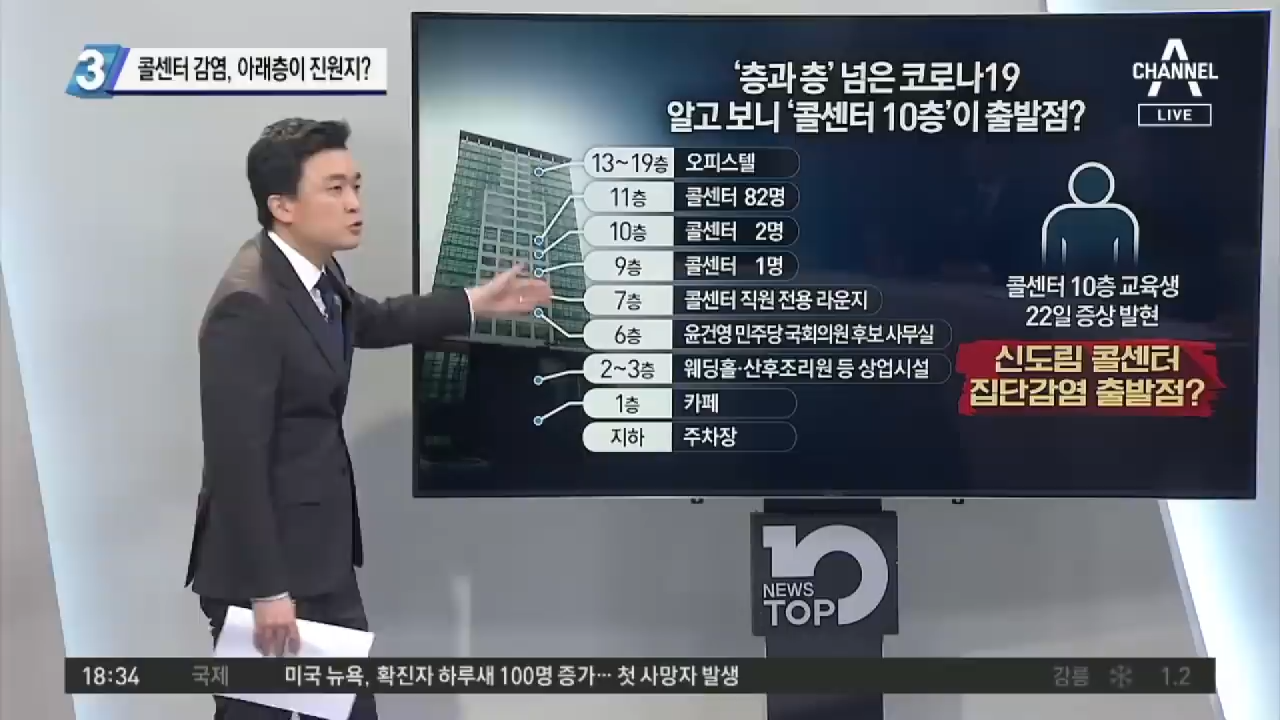 3 콜센터 감염, 아래층이 진원지?
‘층과 층’ 넘은 코로나19
알고 보니 ‘콜센터 10층’이 출발점?
CHANNEL A
LIVE
13~19층 오피스텔
11층 콜센터 82명
10층 콜센터 2명
9층 콜센터 1명
7층 콜센터 직원 전용 라운지
6층 윤건영 민주당 국회의원 후보 사무실
2~3층 웨딩홀·산후조리원 등 상업시설
1층 카페
지하 주차장
콜센터 10층 교육생
22일 증상 발현
신도림 콜센터
집단감염 출발점?
NEWS
TOP10
18:34 국제 미국 뉴욕, 확진자 하루새 100명 증가… 첫 사망자 발생 강릉 1.2